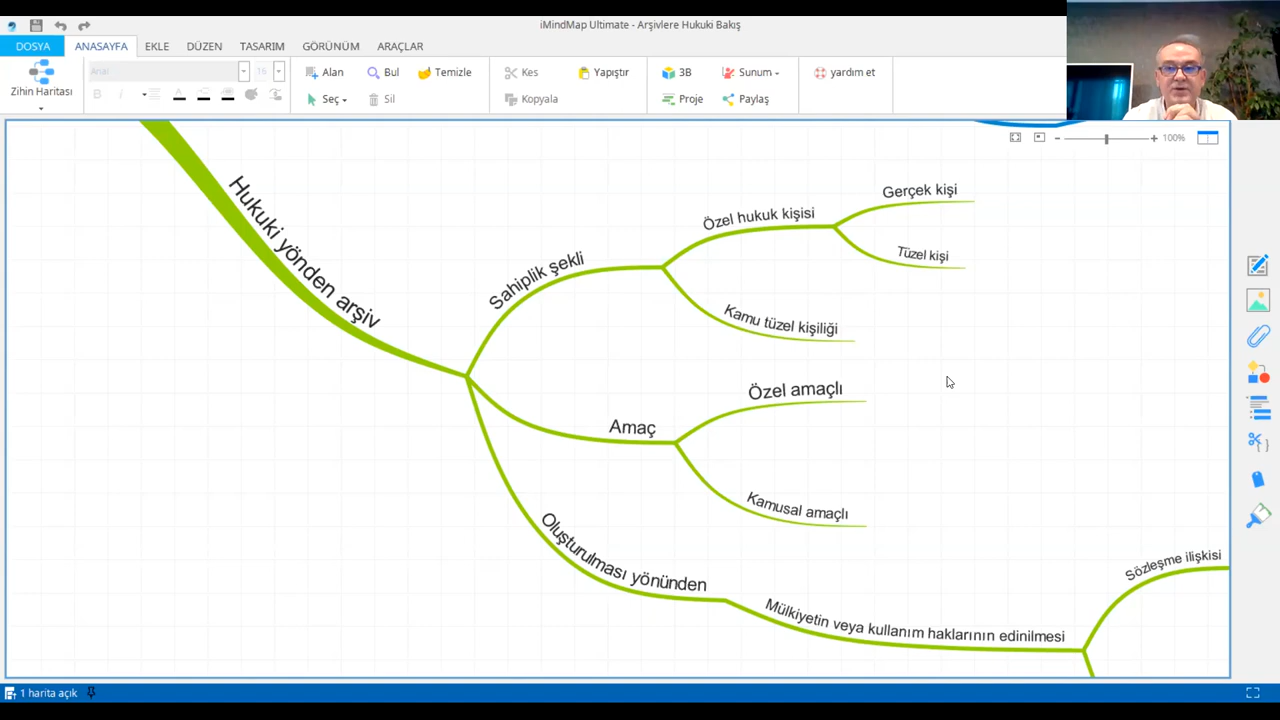 iMindMap Ultimate - Arşivlere Hukuki Bakış
DOSYA ANASAYFA EKLE DÜZEN TASARIM GÖRÜNÜM ARAÇLAR
Zihin Haritası
Arial 16
B I A
Alan Bul Temizle
Seç Sil
Kes Yapıştır
Kopyala
3B Sunum
Proje Paylaş
yardım et
100%
Hukuki yönden arşiv
Sahiplik şekli
Özel hukuk kişisi
Gerçek kişi
Tüzel kişi
Kamu tüzel kişiliği
Amaç
Özel amaçlı
Kamusal amaçlı
Oluşturulması yönünden
Mülkiyetin veya kullanım haklarının edinilmesi
Sözleşme ilişkisi
1 harita açık